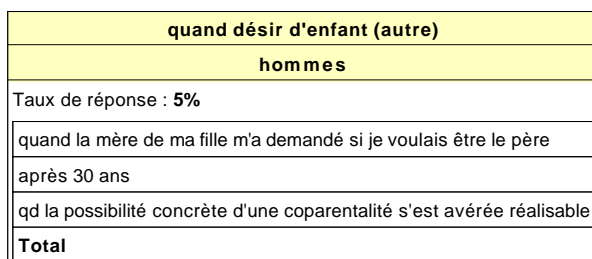 quand désir d'enfant (autre)
hommes
Taux de réponse : 5%
quand la mère de ma fille m'a demandé si je voulais être le père
après 30 ans
qd la possibilité concrète d'une coparentalité s'est avérée réalisable
Total